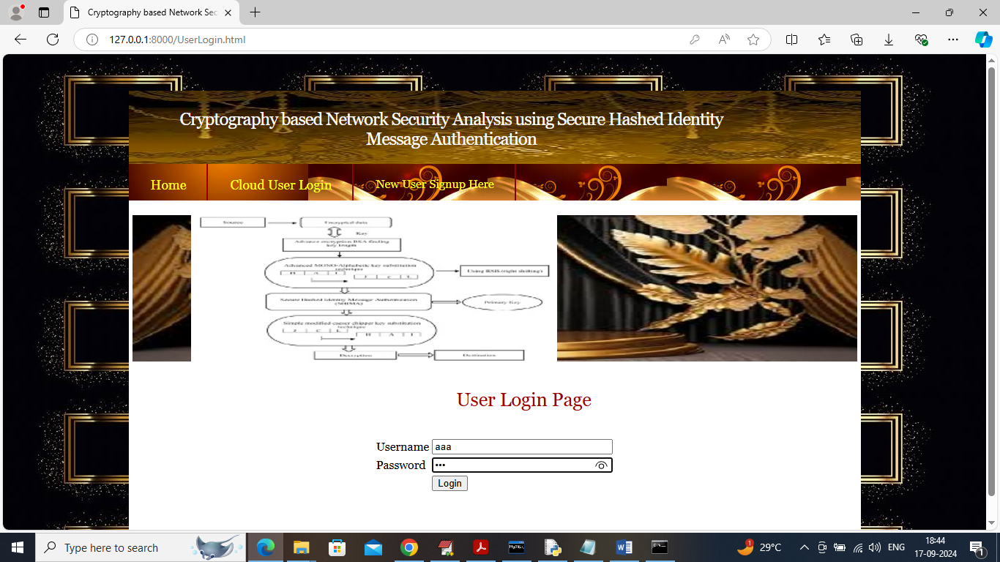 Cryptography based Network Sec
127.0.0.1:8000/UserLogin.html
Cryptography based Network Security Analysis using Secure Hashed Identity
Message Authentication
Home
Cloud User Login
New User Signup Here
Source
Encrypted data
Key
Advance encryption RSA finding
key length
Advanced MONO-Alphabetic key substitution
technique
H A I
J C L
Using RSIS (right shifting)
Secure Hashed identity Message Authentication
(SHIMA)
Primary Key
Simple modified caeser chipper key substitution
technique
J C L
H A I
Decryption
Destination
User Login Page
Username aaa
Password •••
Login
Type here to search
1
29°C
ENG
18:44
17-09-2024
1